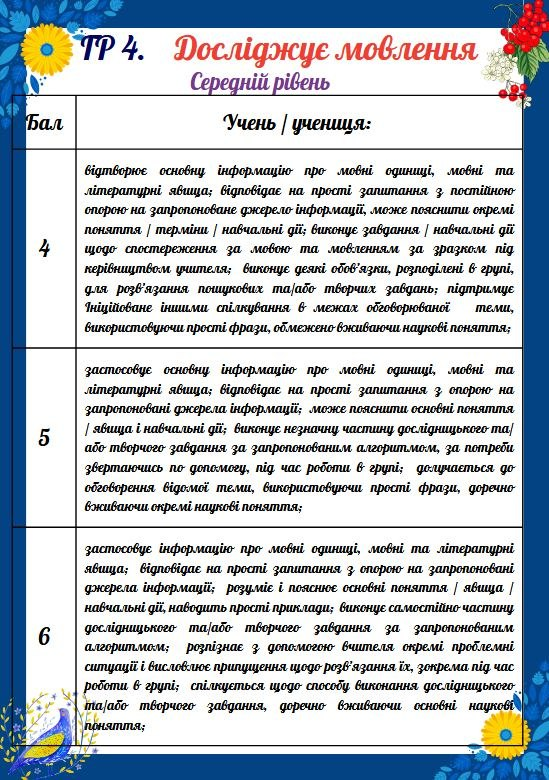 ГР 4. Досліджує мовлення
Середній рівень
Бал Учень / учениця:
відтворює основну інформацію про мовні одиниці, мовні та
літературні явища; відповідає на прості запитання з постійною
опорою на запропоноване джерело інформації, може пояснити окремі
поняття / терміни / навчальні дії; виконує завдання / навчальні дії
щодо спостереження за мовою та мовленням за зразком під
керівництвом учителя; виконує деякі обов’язки, розподілені в групі,
для розв’язання пошукових та/або творчих завдань; підтримує
Ініційоване іншими спілкування в межах обговорюваної теми,
використовуючи прості фрази, обмежено вживаючи наукові поняття;
4
застосовує основну інформацію про мовні одиниці, мовні та
літературні явища; відповідає на прості запитання з опорою на
запропоновані джерела інформації; може пояснити основні поняття
/ явища і навчальні дії; виконує незначну частину дослідницького та/
або творчого завдання за запропонованим алгоритмом, за потреби
звертаючись по допомогу, під час роботи в групі; долучається до
обговорення відомої теми, використовуючи прості фрази, доречно
вживаючи окремі наукові поняття;
5
застосовує інформацію про мовні одиниці, мовні та літературні
явища; відповідає на прості запитання з опорою на запропоновані
джерела інформації; розуміє і пояснює основні поняття / явища /
навчальні дії, наводить прості приклади; виконує самостійно частину
дослідницького та/або творчого завдання за запропонованим
алгоритмом; розпізнає з допомогою вчителя окремі проблемні
ситуації і висловлює припущення щодо розв’язання їх, зокрема під час
роботи в групі; спілкується щодо способу виконання дослідницького
та/або творчого завдання, доречно вживаючи основні наукові
поняття;
6